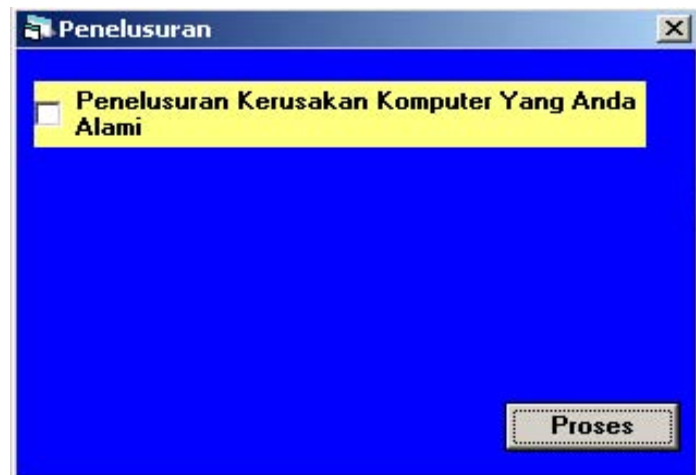 Penelusuran
Penelusuran Kerusakan Komputer Yang Anda
Alami
Proses